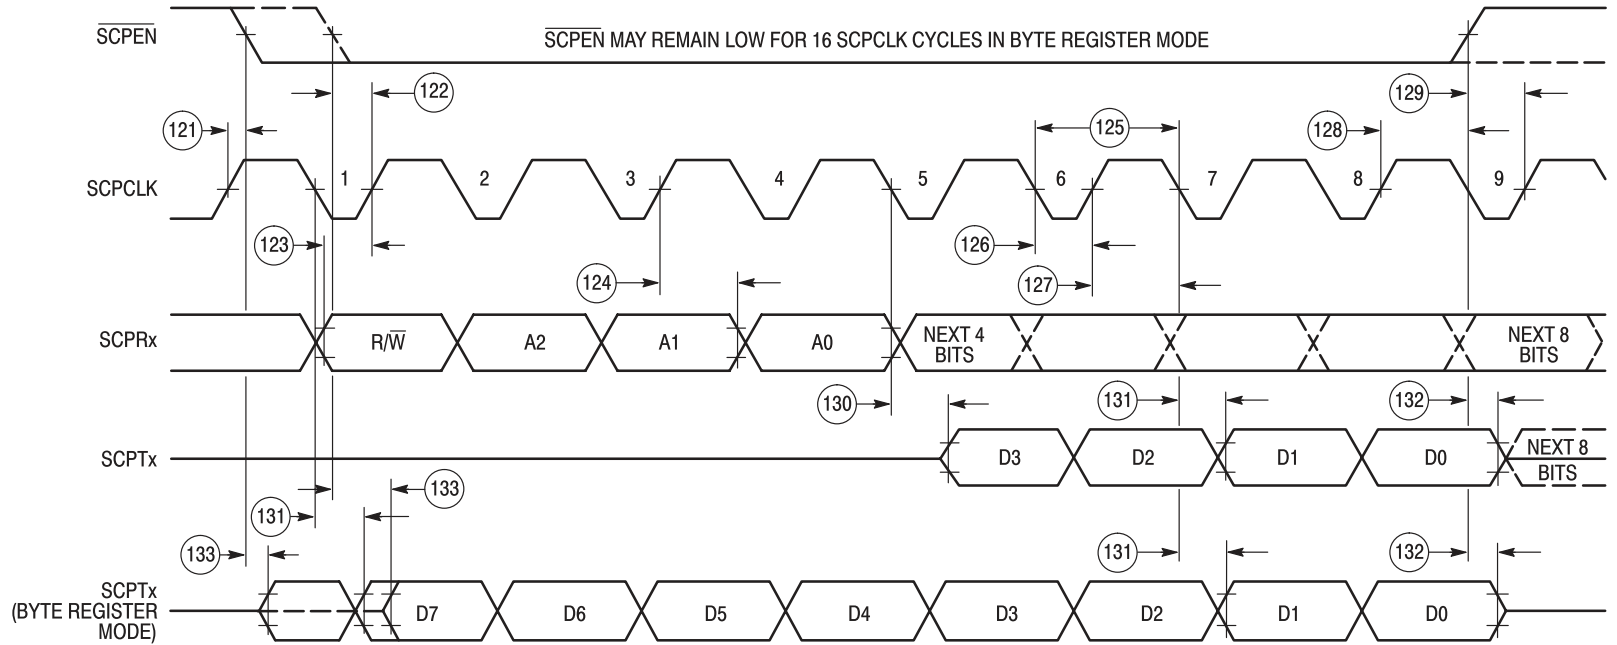 SCPEN
SCPEN MAY REMAIN LOW FOR 16 SCPCLK CYCLES IN BYTE REGISTER MODE
122
129
121
125
128
SCPCLK
1 2 3 4 5 6 7 8 9
123
126
124
127
SCPRx
R/W A2 A1 A0 NEXT 4 BITS NEXT 8 BITS
130
131
132
SCPTx
D3 D2 D1 D0 NEXT 8 BITS
133
131
133
131
132
SCPTx
(BYTE REGISTER
MODE)
D7 D6 D5 D4 D3 D2 D1 D0